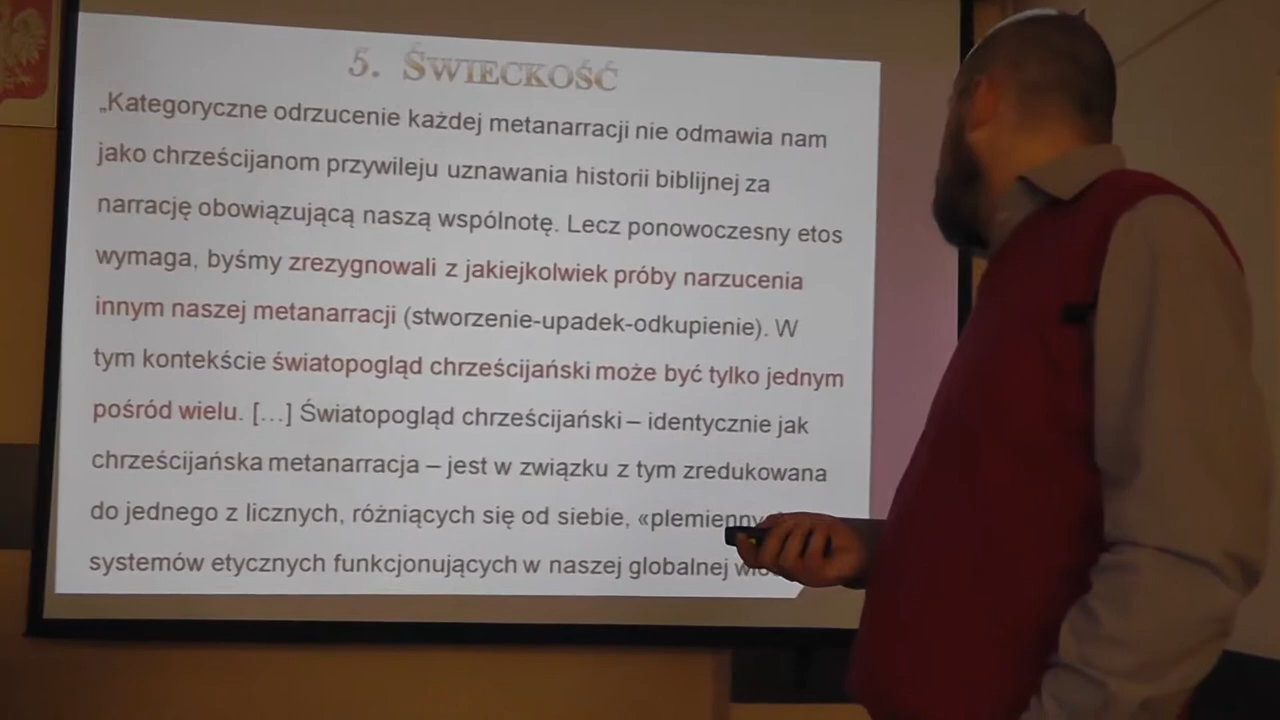 5. ŚWIECKOŚĆ
„Kategoryczne odrzucenie każdej metanarracji nie odmawia nam
jako chrześcijanom przywileju uznawania historii biblijnej za
narrację obowiązującą naszą wspólnotę. Lecz ponowoczesny etos
wymaga, byśmy zrezygnowali z jakiejkolwiek próby narzucenia
innym naszej metanarracji (stworzenie-upadek-odkupienie). W
tym kontekście światopogląd chrześcijański może być tylko jednym
pośród wielu. […] Światopogląd chrześcijański – identycznie jak
chrześcijańska metanarracja – jest w związku z tym zredukowana
do jednego z licznych, różniących się od siebie,
systemów etycznych funkcjonujących w naszej globalnej